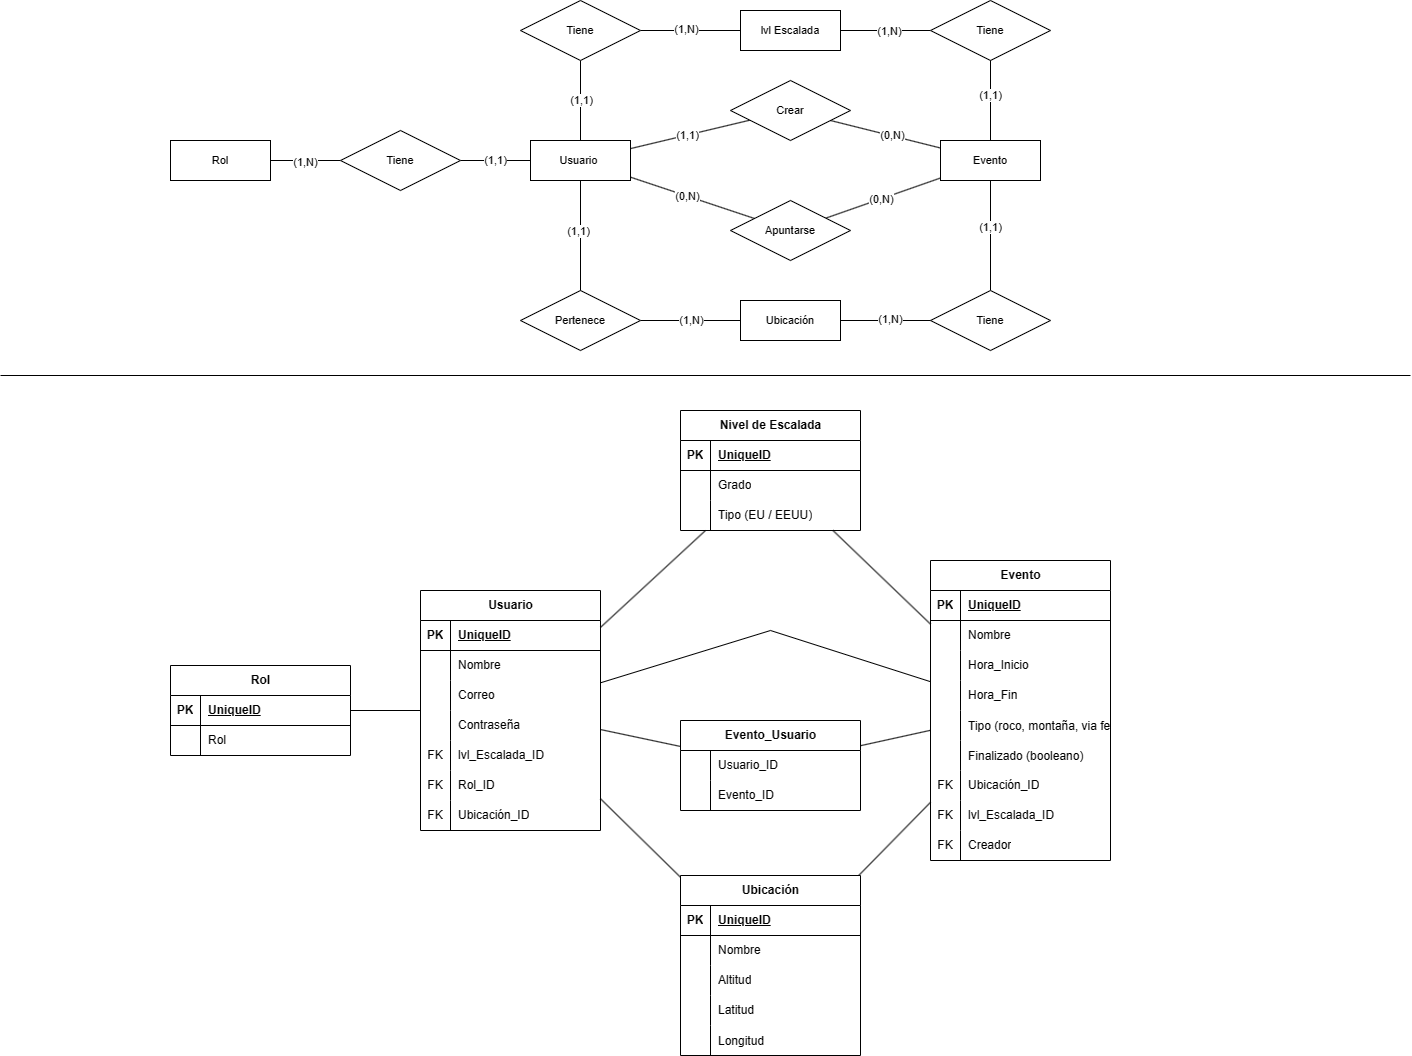 Tiene
(1,N)
lvl Escalada
(1,N)
Tiene
(1,1)
(1,1)
Crear
(1,1)
(0,N)
Rol
(1,N)
Tiene
(1,1)
Usuario
Evento
(0,N)
(0,N)
Apuntarse
(1,1)
(1,1)
Pertenece
(1,N)
Ubicación
(1,N)
Tiene
Nivel de Escalada
PK UniqueID
Grado
Tipo (EU / EEUU)
Usuario
PK UniqueID
Nombre
Correo
Contraseña
FK lvl_Escalada_ID
FK Rol_ID
FK Ubicación_ID
Evento
PK UniqueID
Nombre
Hora_Inicio
Hora_Fin
Tipo (roco, montaña, via fe
Finalizado (booleano)
FK Ubicación_ID
FK lvl_Escalada_ID
FK Creador
Rol
PK UniqueID
Rol
Evento_Usuario
Usuario_ID
Evento_ID
Ubicación
PK UniqueID
Nombre
Altitud
Latitud
Longitud